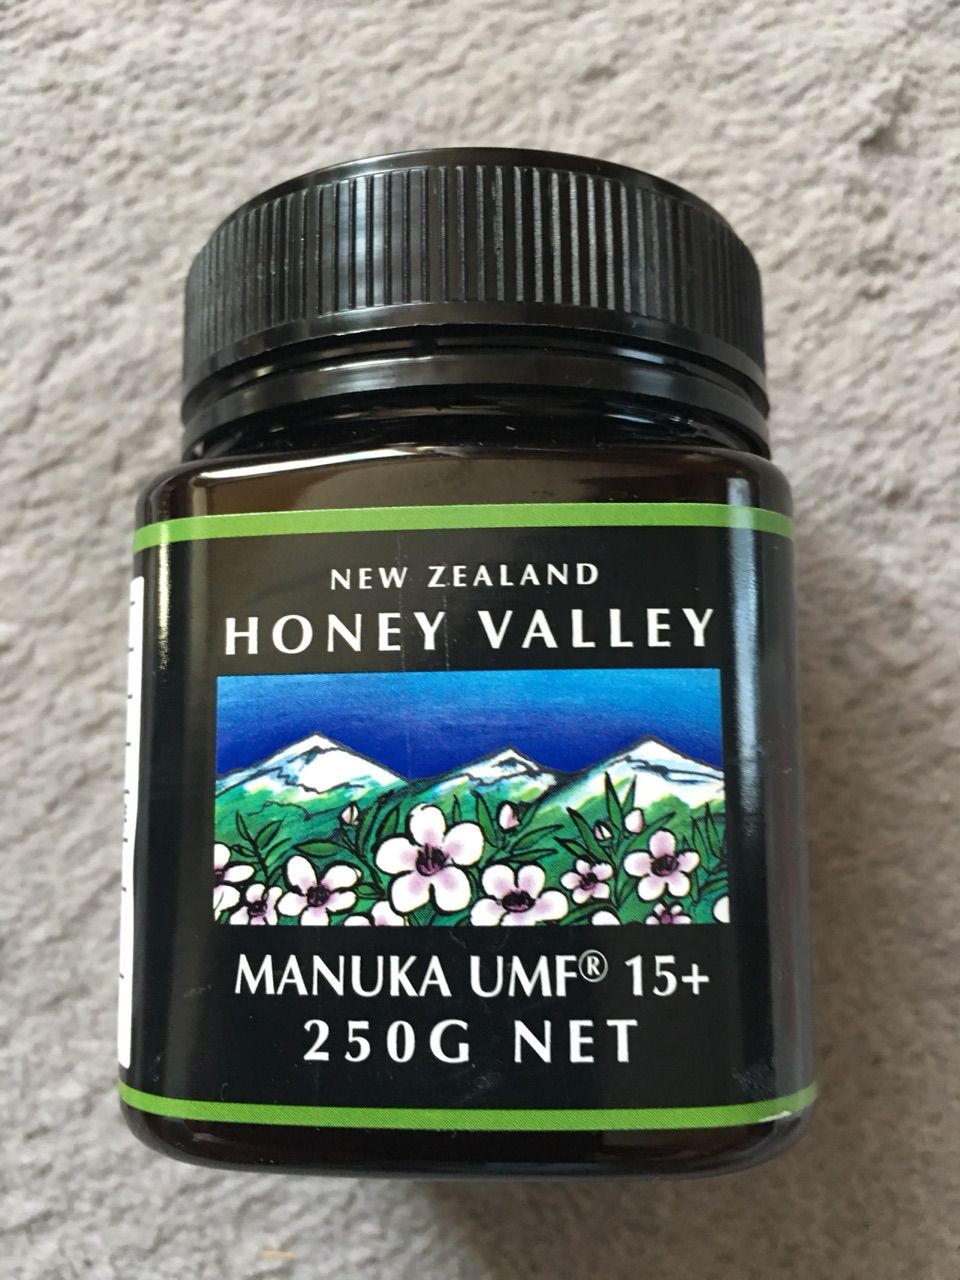 NEW ZEALAND
HONEY VALLEY
MANUKA UMF® 15+
250G NET